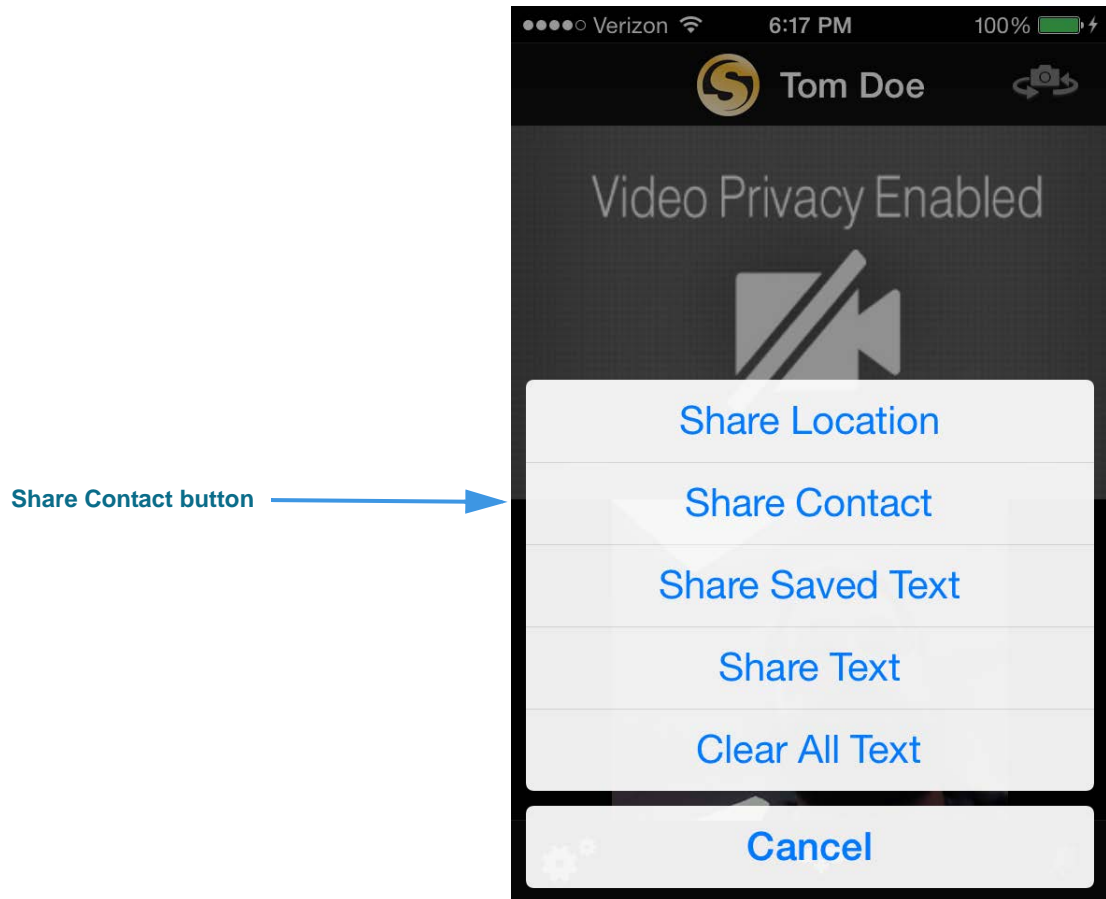 Verizon 6:17 PM 100%
Tom Doe
Video Privacy Enabled
Share Location
Share Contact button
Share Contact
Share Saved Text
Share Text
Clear All Text
Cancel